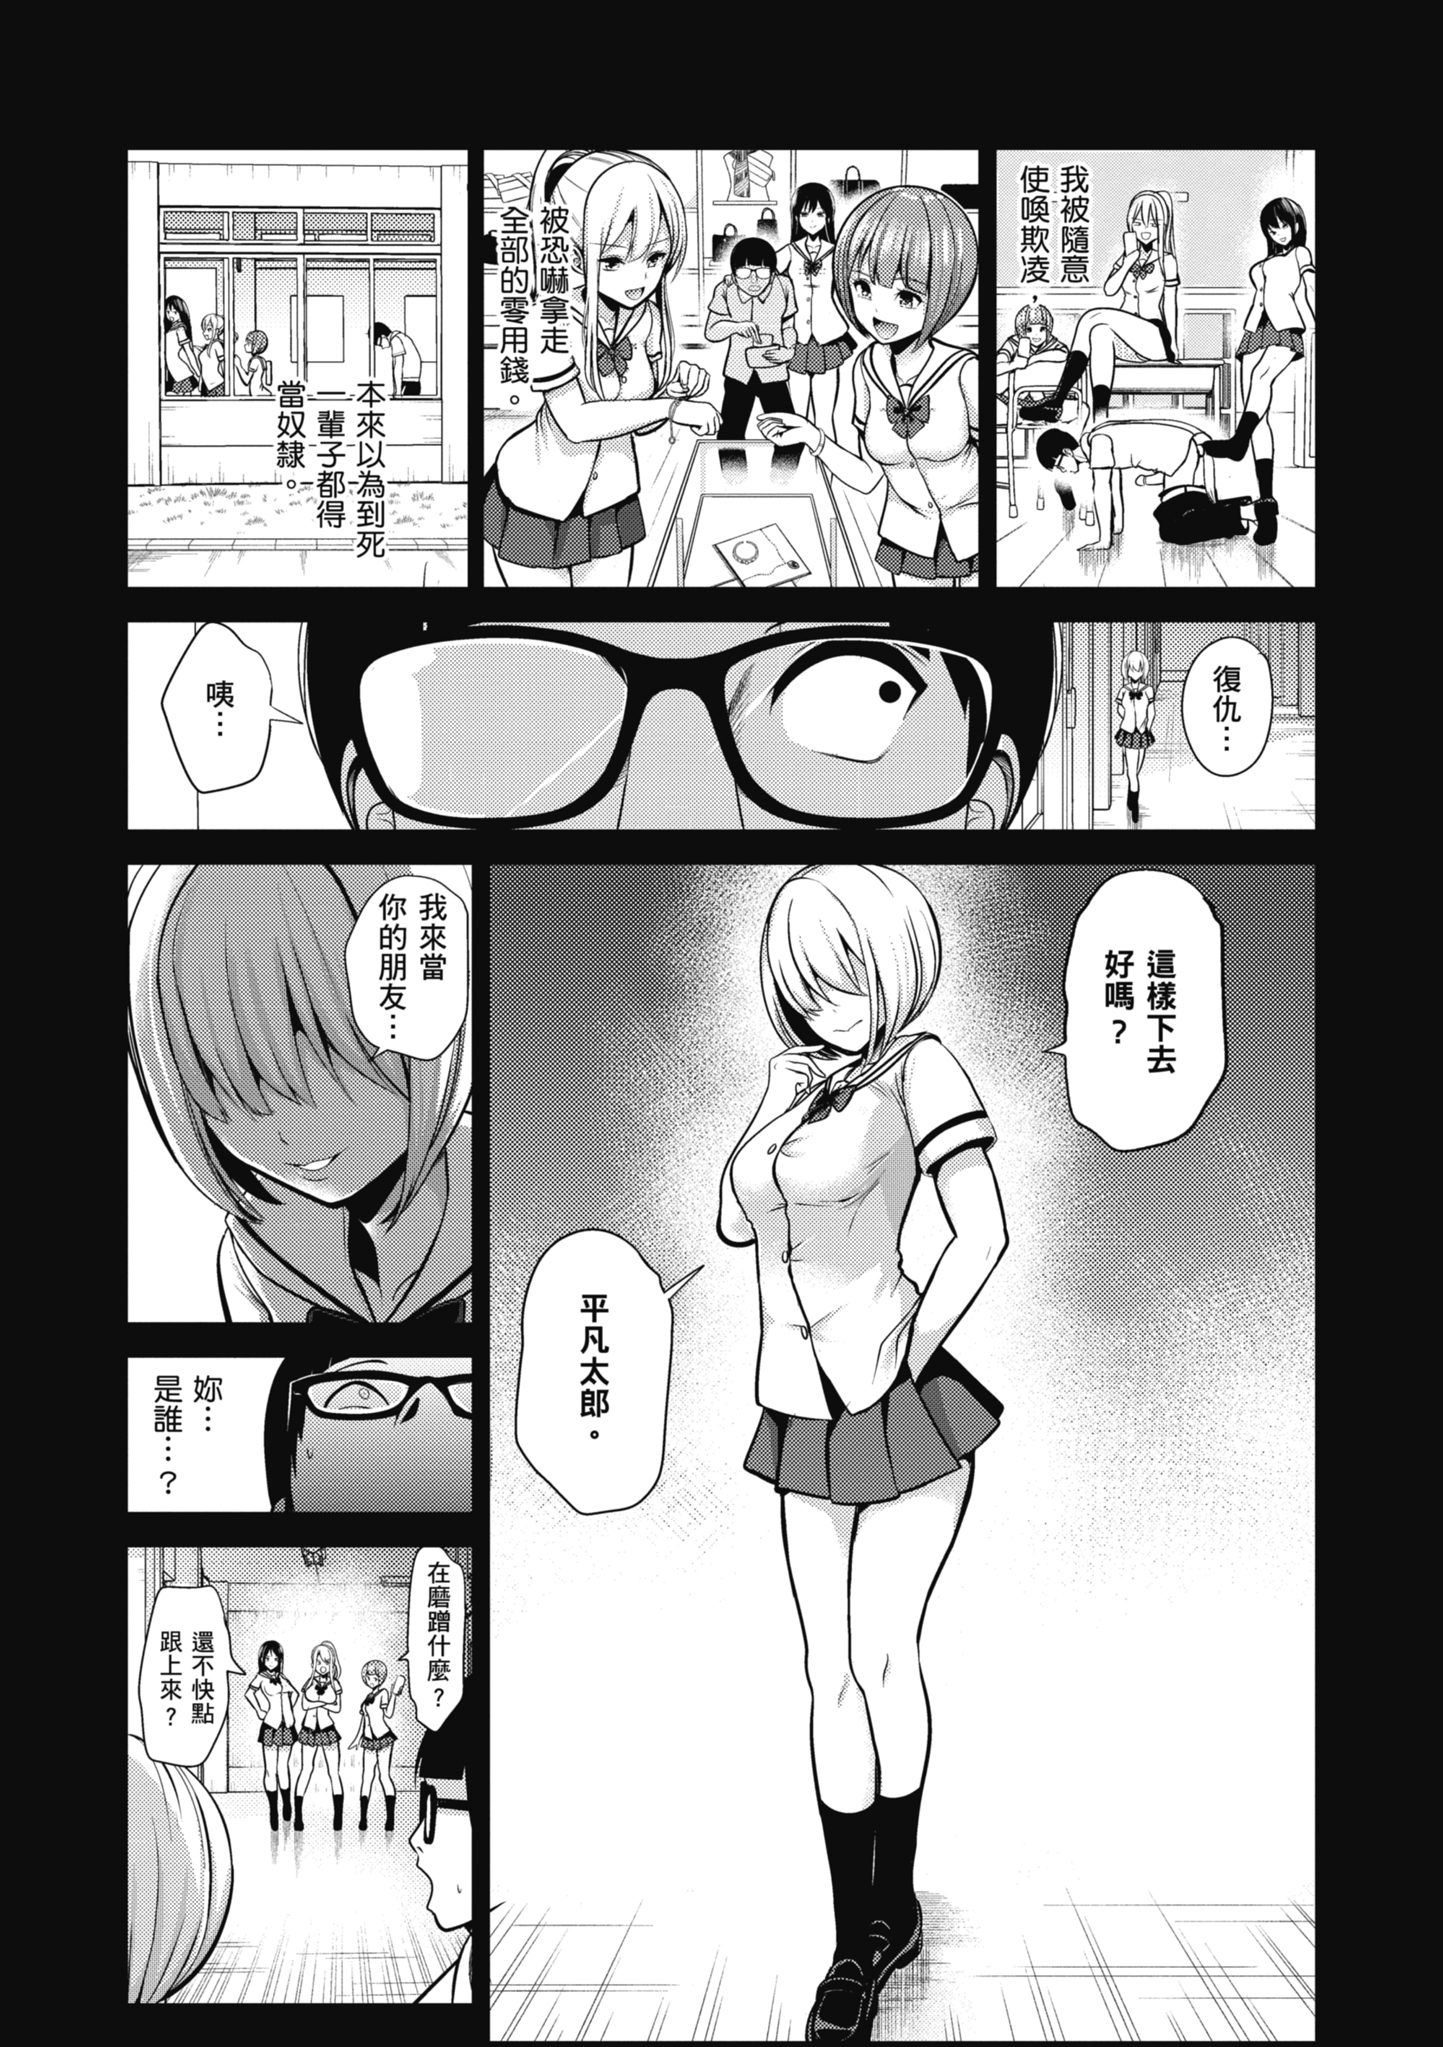 我被隨意
使喚欺凌，
被恐嚇拿走
全部的零用錢。
本來以為到死
一輩子都得
當奴隸。
復仇…
咦…
這樣下去
好嗎？
平凡太郎。
我來當
你的朋友…
妳…
是誰…？
在磨蹭什麼？
還不快點
跟上來？